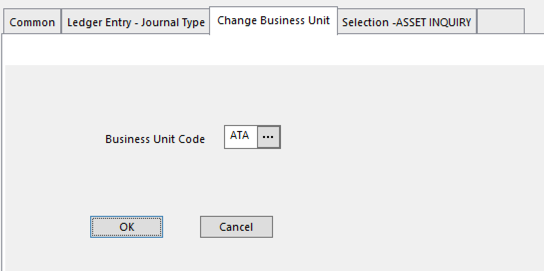 Common Ledger Entry - Journal Type Change Business Unit Selection -ASSET INQUIRY
Business Unit Code ATA ...
OK Cancel